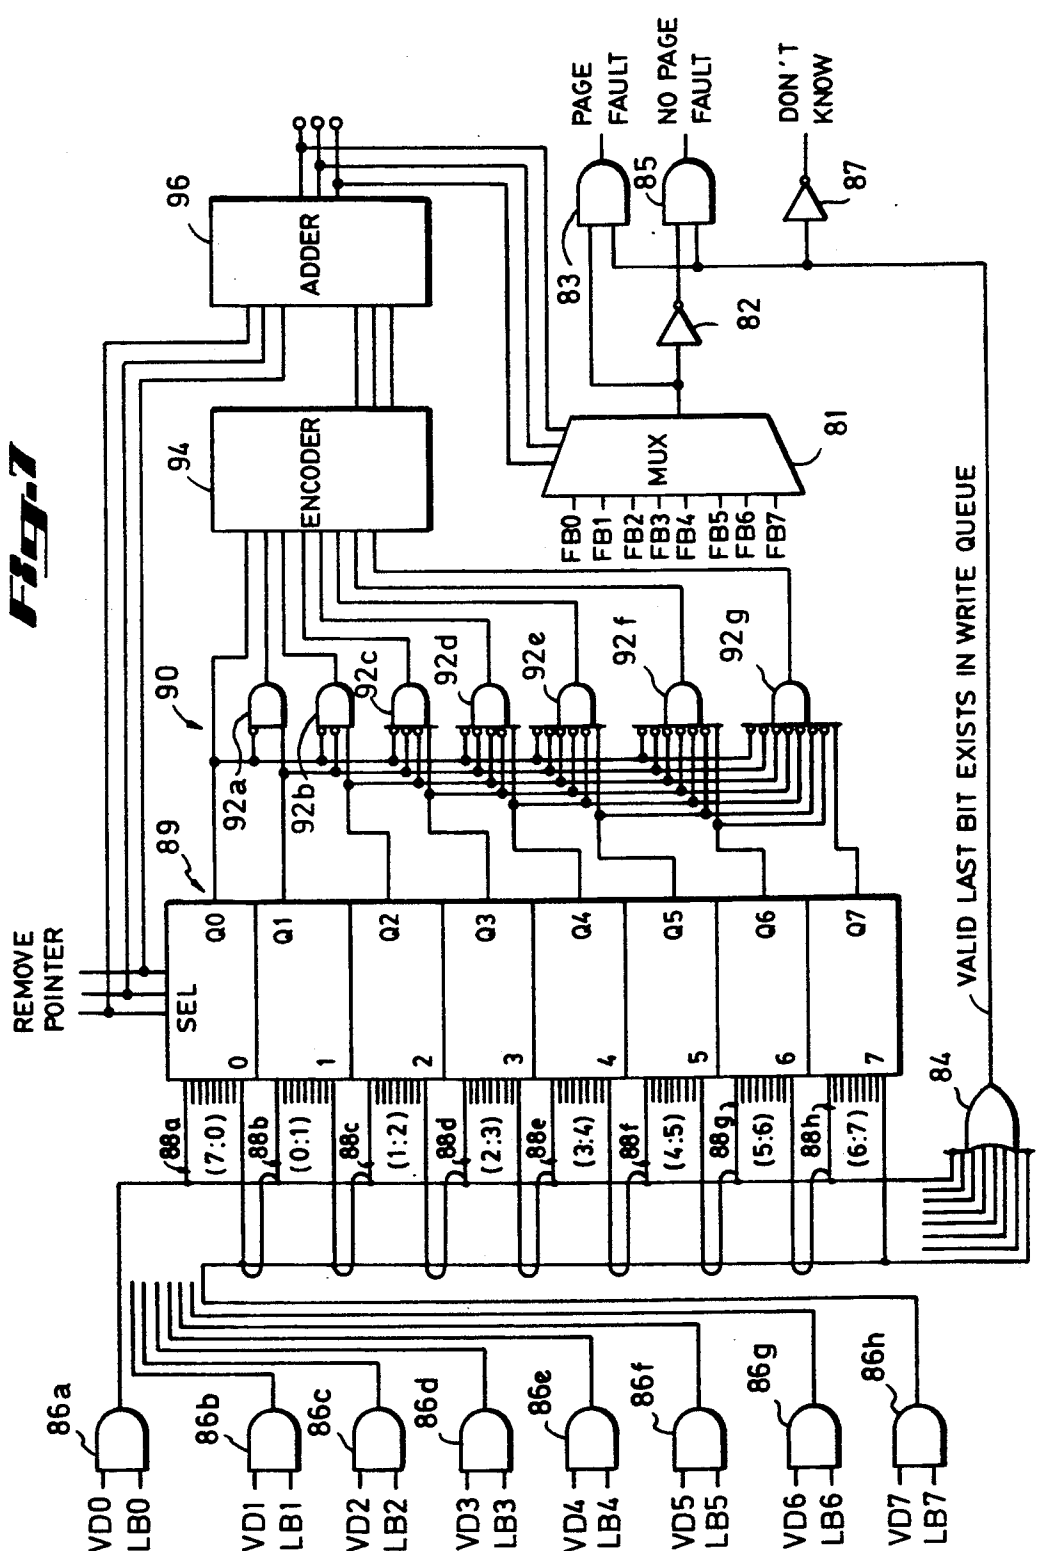 Fig. 7
REMOVE
POINTER
VD0
LB0
86a
VD1
LB1
86b
VD2
LB2
86c
VD3
LB3
86d
VD4
LB4
86e
VD5
LB5
86f
VD6
LB6
86g
VD7
LB7
86h
88a
(7:0)
88b
(0:1)
88c
(1:2)
88d
(2:3)
88e
(3:4)
88f
(4:5)
88g
(5:6)
88h
(6:7)
89
SEL
0
Q0
1
Q1
2
Q2
3
Q3
4
Q4
5
Q5
6
Q6
7
Q7
90
92a
92b
92c
92d
92e
92f
92g
94
ENCODER
96
ADDER
FB0
FB1
FB2
FB3
FB4
FB5
FB6
FB7
MUX
81
82
83
PAGE
FAULT
85
NO PAGE
FAULT
87
DON'T
KNOW
84
VALID LAST BIT EXISTS IN WRITE QUEUE